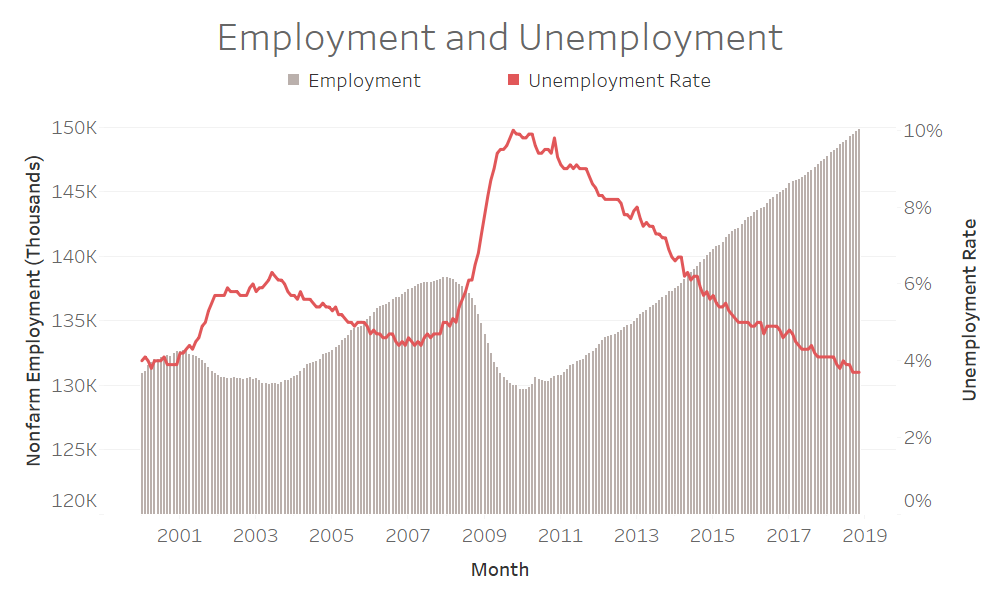 Employment and Unemployment
Employment
Unemployment Rate
150K
145K
140K
135K
130K
125K
120K
Nonfarm Employment (Thousands)
10%
8%
6%
4%
2%
0%
Unemployment Rate
2001 2003 2005 2007 2009 2011 2013 2015 2017 2019
Month